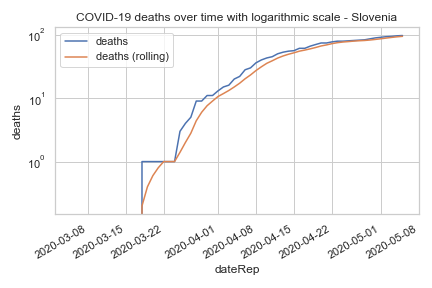 COVID-19 deaths over time with logarithmic scale - Slovenia
deaths
deaths (rolling)
10²
10¹
10⁰
deaths
2020-03-08
2020-03-15
2020-03-22
2020-04-01
2020-04-08
2020-04-15
2020-04-22
2020-05-01
2020-05-08
dateRep